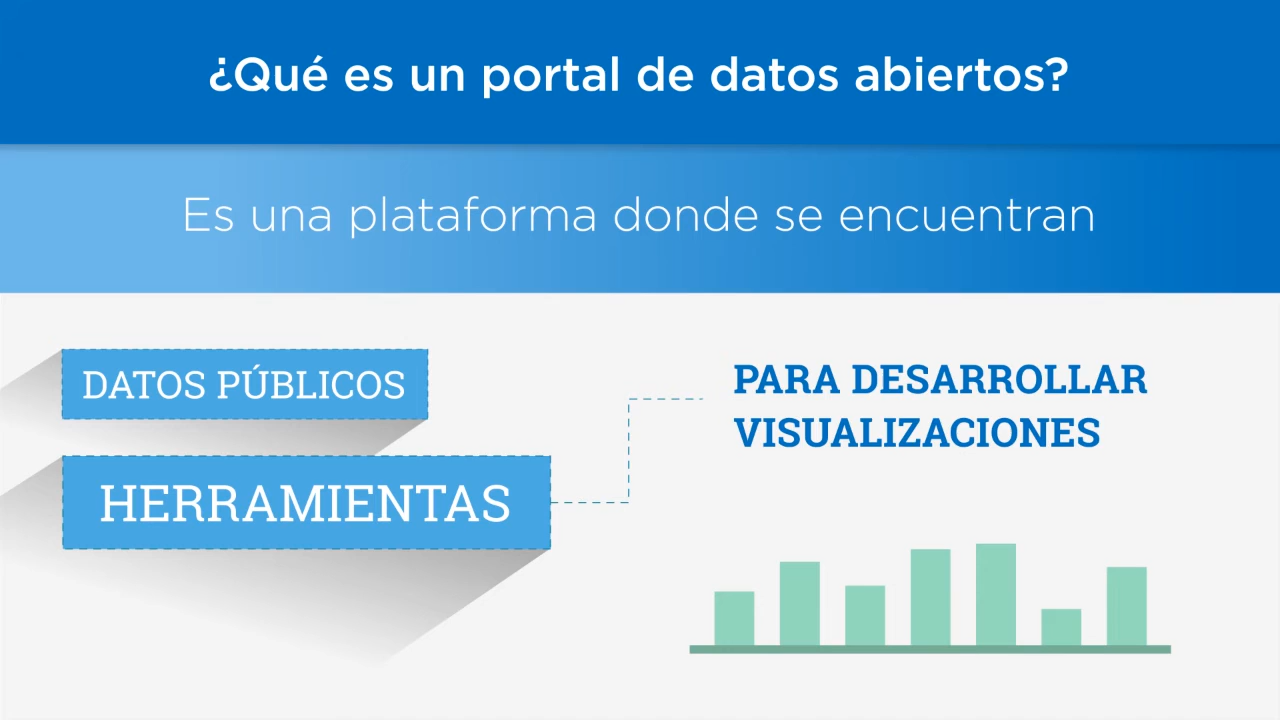 ¿Qué es un portal de datos abiertos?
Es una plataforma donde se encuentran
DATOS PÚBLICOS
HERRAMIENTAS
PARA DESARROLLAR
VISUALIZACIONES